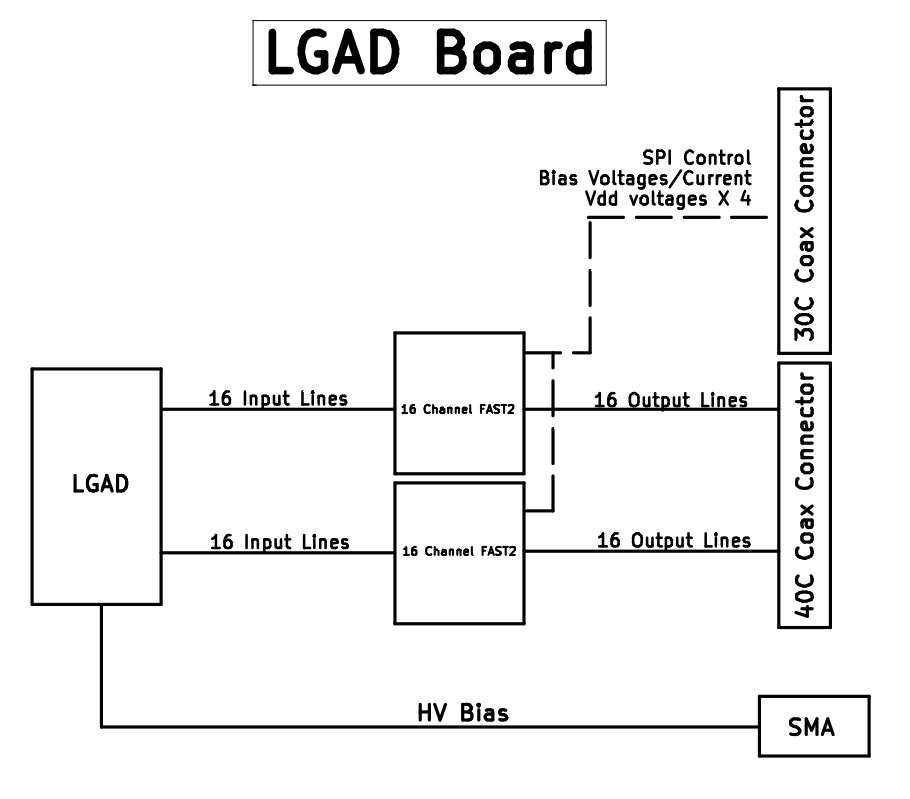 LGAD Board
SPI Control
Bias Voltages/Current
Vdd voltages X 4
30C Coax Connector
16 Input Lines
16 Channel FAST2
16 Output Lines
LGAD
40C Coax Connector
16 Input Lines
16 Channel FAST2
16 Output Lines
HV Bias
SMA